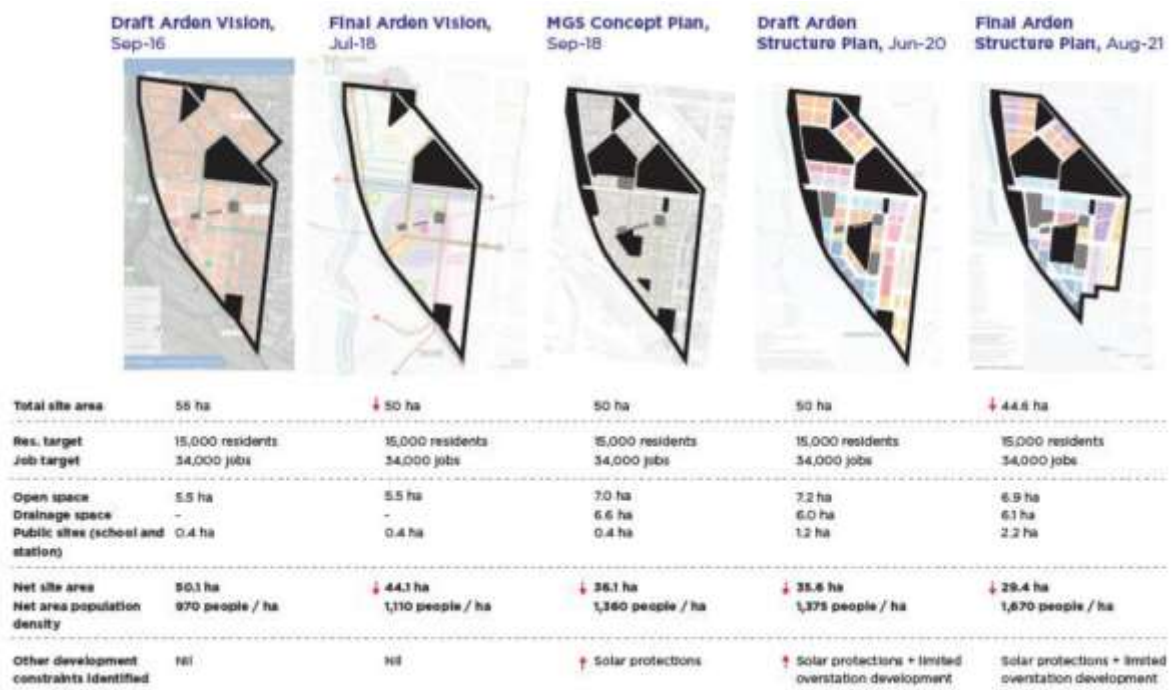 Draft Arden Vision,
Sep-16
Final Arden Vision,
Jul-18
MGS Concept Plan,
Sep-18
Draft Arden
Structure Plan, Jun-20
Final Arden
Structure Plan, Aug-21
Total site area 55 ha ↓ 50 ha 50 ha 50 ha ↓ 44.6 ha
Res. target 15,000 residents 15,000 residents 15,000 residents 15,000 residents 15,000 residents
Job target 34,000 jobs 34,000 jobs 34,000 jobs 34,000 jobs 34,000 jobs
Open space 5.5 ha 5.5 ha 7.0 ha 7.2 ha 6.9 ha
Drainage space - - 6.6 ha 6.0 ha 6.1 ha
Public sites (school and 0.4 ha 0.4 ha 0.4 ha 1.2 ha 2.2 ha
station)
Net site area 50.1 ha ↓ 44.1 ha ↓ 36.1 ha ↓ 35.6 ha ↓ 29.4 ha
Net area population 970 people / ha 1,110 people / ha 1,360 people / ha 1,375 people / ha 1,670 people / ha
density
Other development Nil Nil ↑ Solar protections ↑ Solar protections + limited Solar protections + limited
constraints identified overstation development overstation development